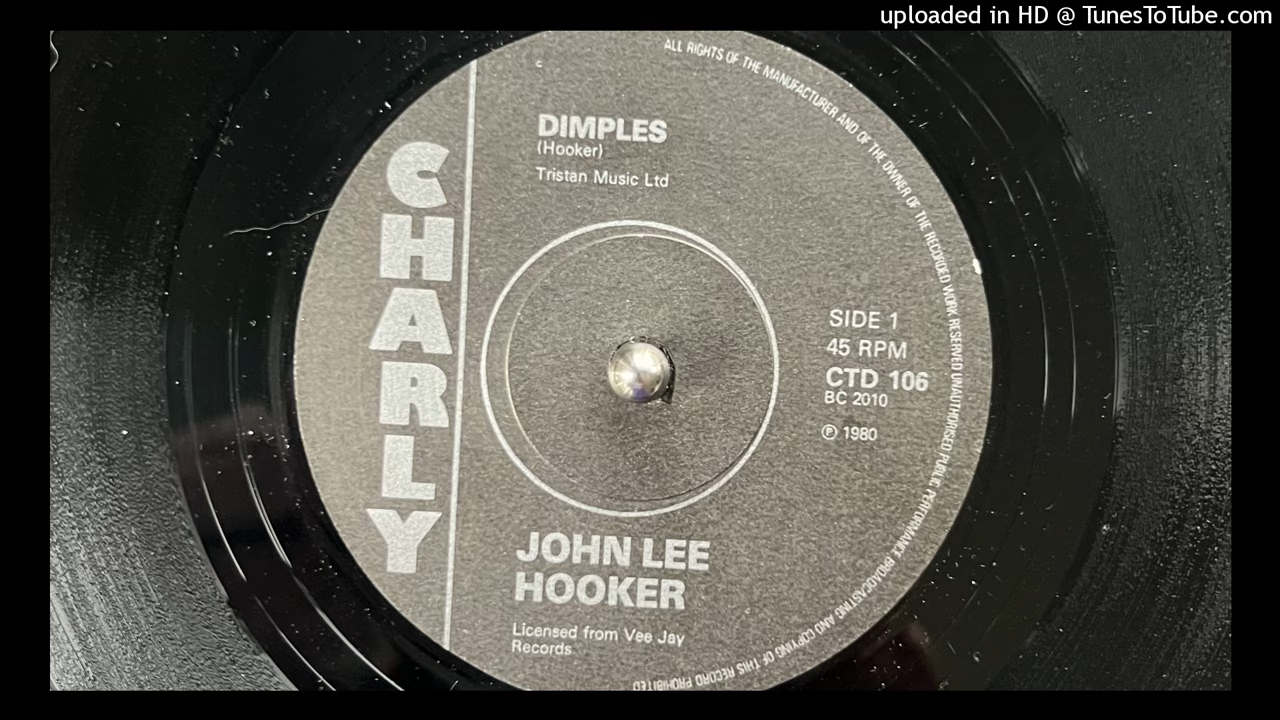 uploaded in HD @ TunesToTube.com
CHARLY
DIMPLES
(Hooker)
Tristan Music Ltd
SIDE 1
45 RPM
CTD 106
BC 2010
℗ 1980
JOHN LEE
HOOKER
Licensed from Vee Jay
Records
ALL RIGHTS OF THE MANUFACTURER AND OF THE OWNER OF THE RECORDED WORK RESERVED UNAUTHORISED PUBLIC PERFORMANCE BROADCASTING AND COPYING OF THIS RECORD PROHIBITED